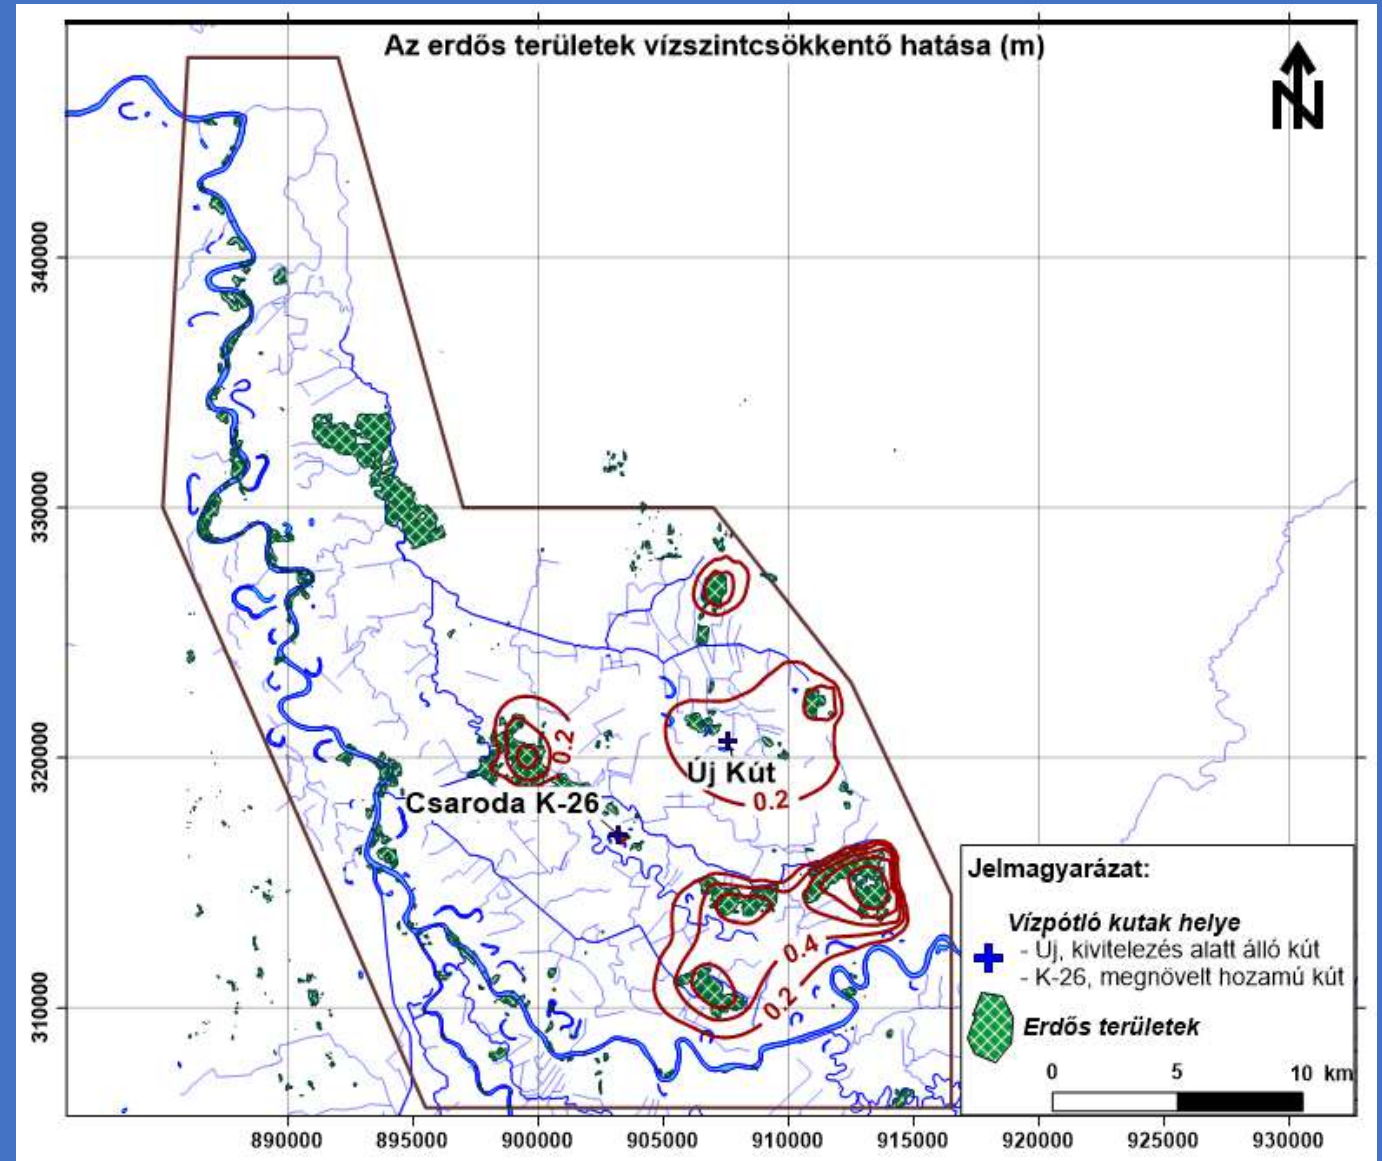 Az erdős területek vízszintcsökkentő hatása (m)
N
340000
330000
320000
310000
0.2
Új Kút
0.2
Csaroda K-26
0.4
0.2
Jelmagyarázat:
Vízpótló kutak helye
- Új, kivitelezés alatt álló kút
- K-26, megnövelt hozamú kút
Erdős területek
0 5 10 km
890000 895000 900000 905000 910000 915000 920000 925000 930000